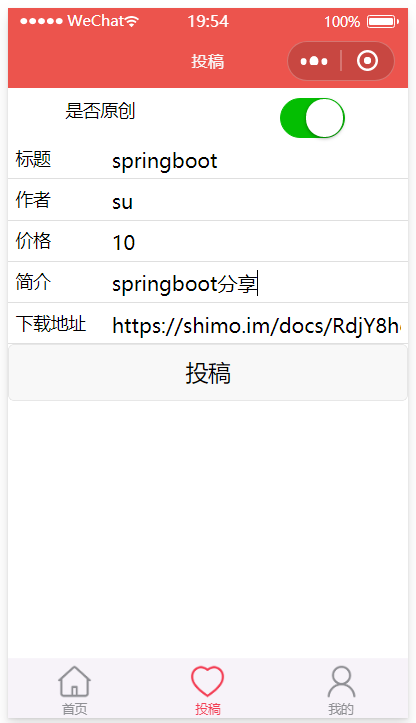 WeChat 19:54 100%
投稿
是否原创
标题 springboot
作者 su
价格 10
简介 springboot分享
下载地址 https://shimo.im/docs/RdjY8h
投稿
首页 投稿 我的